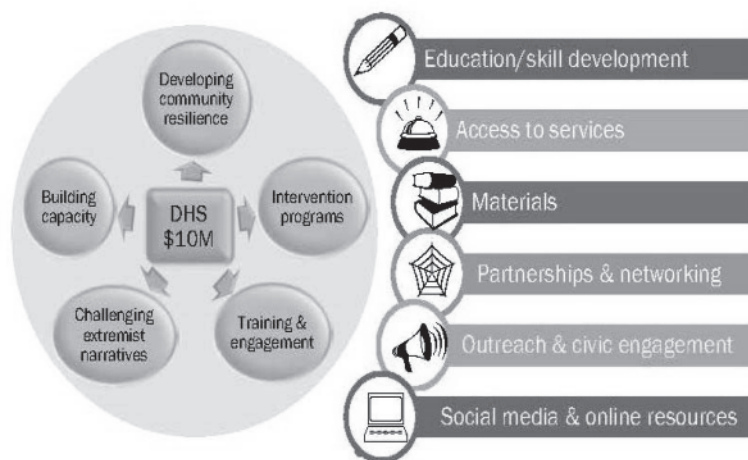 Developing
community
resilience
Building
capacity
DHS
$10M
Intervention
programs
Challenging
extremist
narratives
Training &
engagement
Education/skill development
Access to services
Materials
Partnerships & networking
Outreach & civic engagement
Social media & online resources